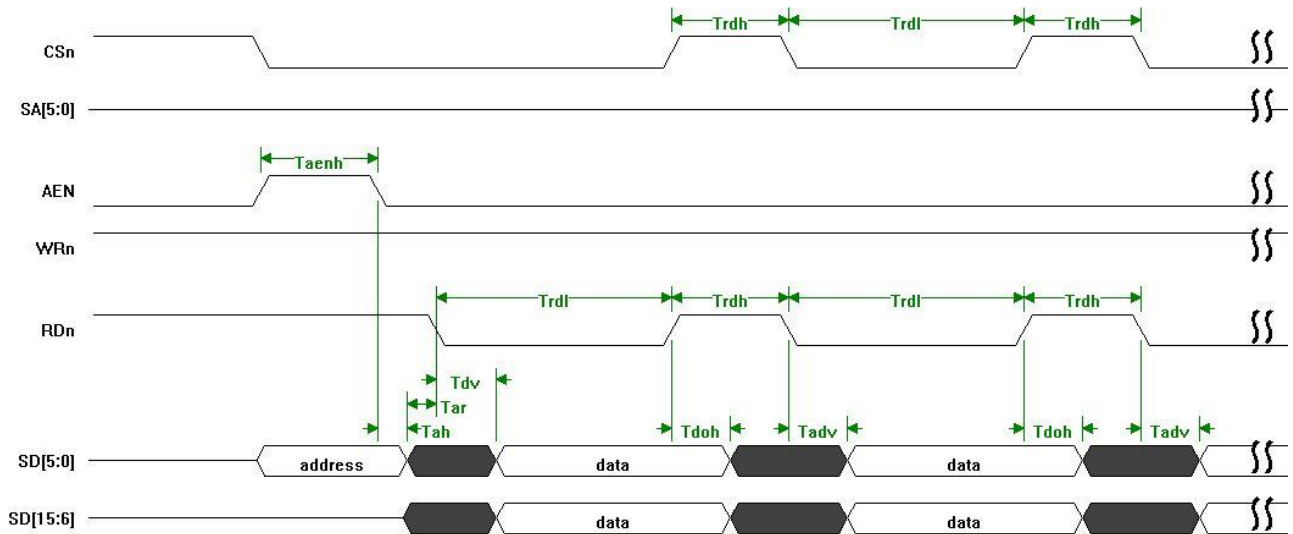 Trdh Trdl Trdh
CSn
SA[5:0]
Taenh
AEN
WRn
Trdl Trdh Trdl Trdh
RDn
Tdv
Tar
Tah Tdoh Tadv Tdoh Tadv
SD[5:0] address data data
SD[15:6] data data